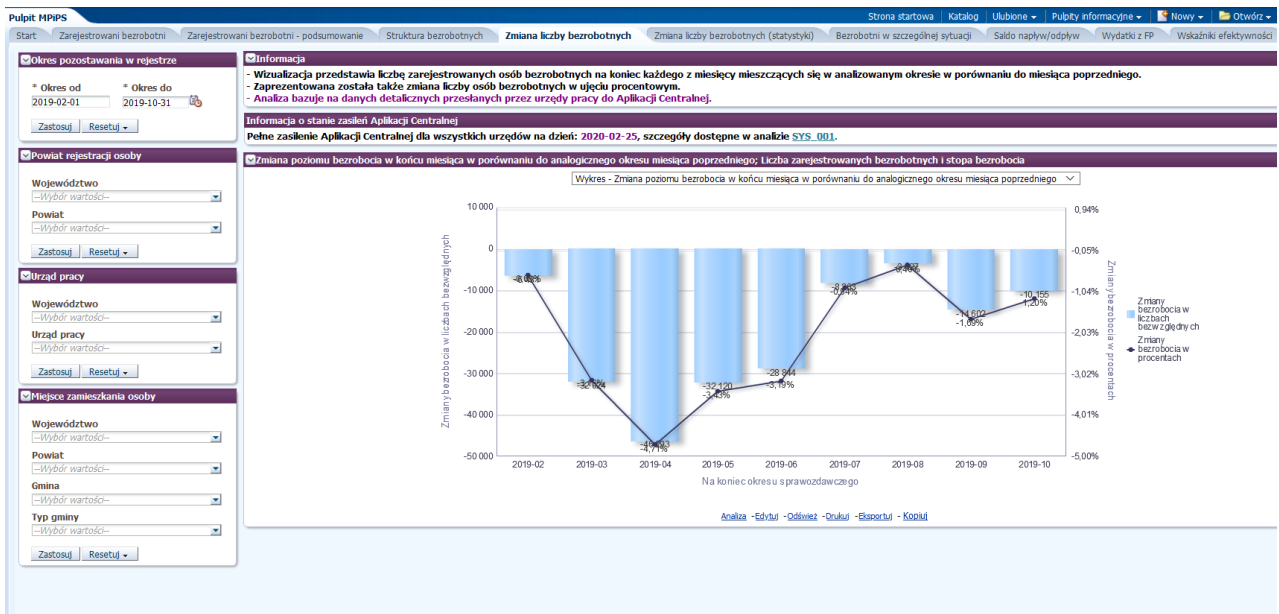 Pulpit MPiPS
Strona startowa Katalog Ulubione Pulpity informacyjne Nowy Otwórz
Start Zarejestrowani bezrobotni Zarejestrowani bezrobotni - podsumowanie Struktura bezrobotnych Zmiana liczby bezrobotnych Zmiana liczby bezrobotnych (statystyki) Bezrobotni w szczególnej sytuacji Saldo napływ/odpływ Wydatki z FP Wskaźniki efektywności
Okres pozostawania w rejestrze
* Okres od * Okres do
2019-02-01 2019-10-31
Zastosuj Resetuj
Powiat rejestracji osoby
Województwo
--Wybór wartości--
Powiat
--Wybór wartości--
Zastosuj Resetuj
Urząd pracy
Województwo
--Wybór wartości--
Urząd pracy
--Wybór wartości--
Zastosuj Resetuj
Miejsce zamieszkania osoby
Województwo
--Wybór wartości--
Powiat
--Wybór wartości--
Gmina
--Wybór wartości--
Typ gminy
--Wybór wartości--
Zastosuj Resetuj
Informacja
- Wizualizacja przedstawia liczbę zarejestrowanych osób bezrobotnych na koniec każdego z miesięcy mieszczących się w analizowanym okresie w porównaniu do miesiąca poprzedniego.
- Zaprezentowana została także zmiana liczby osób bezrobotnych w ujęciu procentowym.
- Analiza bazuje na danych detalicznych przesłanych przez urzędy pracy do Aplikacji Centralnej.
Informacja o stanie zasileń Aplikacji Centralnej
Pełne zasilenie Aplikacji Centralnej dla wszystkich urzędów na dzień: 2020-02-25, szczegóły dostępne w analizie SYS_001.
Zmiana poziomu bezrobocia w końcu miesiąca w porównaniu do analogicznego okresu miesiąca poprzedniego; Liczba zarejestrowanych bezrobotnych i stopa bezrobocia
Wykres - Zmiana poziomu bezrobocia w końcu miesiąca w porównaniu do analogicznego okresu miesiąca poprzedniego
Zmiany bezrobocia w liczbach bezwzględnych
10 000
0
-10 000
-20 000
-30 000
-40 000
-50 000
-32 120
-3,43%
-28 844
-3,19%
-14 602
-1,69%
-10 155
-1,20%
-4,71%
0,94%
-0,05%
-1,04%
-2,03%
-3,02%
-4,01%
-5,00%
Zmiany bezrobocia w procentach
2019-02 2019-03 2019-04 2019-05 2019-06 2019-07 2019-08 2019-09 2019-10
Na koniec okresu sprawozdawczego
Zmiany
bezrobocia w
liczbach
bezwzględnych
Zmiany
bezrobocia w
procentach
Analiza - Edytuj - Odśwież - Drukuj - Eksportuj - Kopiuj